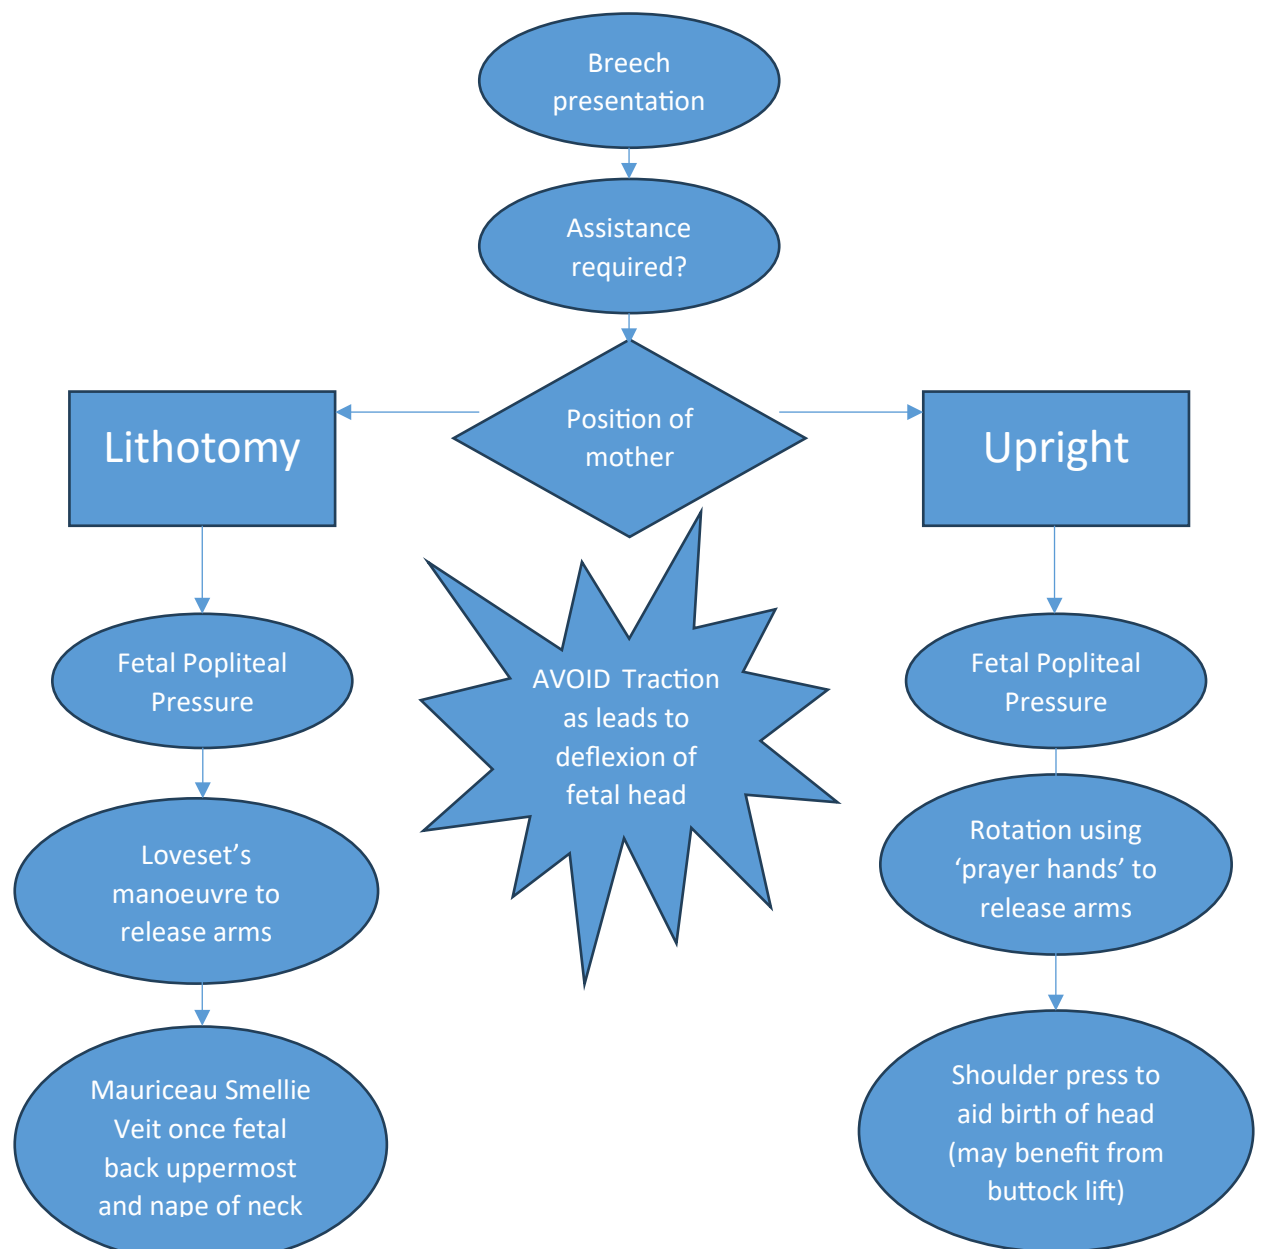 Breech
presentation
Assistance
required?
Position of
mother
Lithotomy
Upright
Fetal Popliteal
Pressure
Fetal Popliteal
Pressure
AVOID  Traction
as leads to
deflexion of
fetal head
Loveset’s
manoeuvre to
release arms
Rotation using
‘prayer hands’ to
release arms
Mauriceau Smellie
Veit once fetal
back uppermost
and nape of neck
Shoulder press to
aid birth of head
(may benefit from
buttock lift)